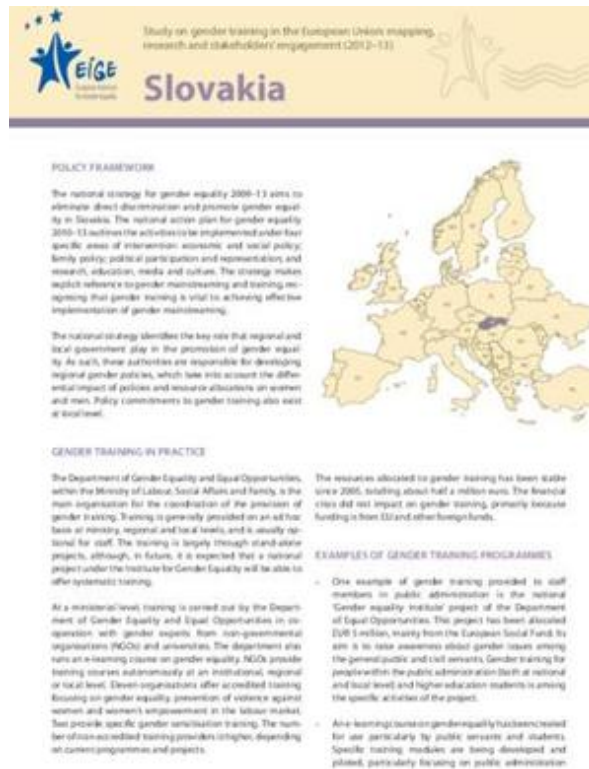 Study on gender training in the European Union: mapping,
research and stakeholders' engagement (2012–13)
EIGE
Slovakia
POLICY FRAMEWORK
The national strategy for gender equality 2009–13 aims to
eliminate direct discrimination and promote gender equal-
ity in Slovakia. The national action plan for gender equality
2010–13 outlines the activities to be implemented under four
specific areas of intervention: economic and social policy;
family policy; political participation and representation; and
research, education, media and culture. The strategy makes
explicit reference to gender mainstreaming and training, rec-
ognising that gender training is vital to achieving effective
implementation of gender mainstreaming.
The national strategy identifies the key role that regional and
local government play in the promotion of gender equal-
ity. As such, these authorities are responsible for developing
regional gender policies, which take into account the differ-
ential impact of policies and resource allocations on women
and men. Policy commitments to gender training also exist
at local level.
GENDER TRAINING IN PRACTICE
The Department of Gender Equality and Equal Opportunities,
within the Ministry of Labour, Social Affairs and Family, is the
main organisation for the coordination of the provision of
gender training. Training is generally provided on an ad hoc
basis at ministry, regional and local levels, and is usually op-
tional for staff. The training is largely through stand-alone
projects, although, in future, it is expected that a national
project under the Institute for Gender Equality will be able to
offer systematic training.
At a ministerial level, training is carried out by the Depart-
ment of Gender Equality and Equal Opportunities in co-
operation with gender experts from non-governmental
organisations (NGOs) and universities. The department also
runs an e-learning course on gender equality. NGOs provide
training courses autonomously at an institutional, regional
or local level. Eleven organisations offer accredited training
focusing on gender equality, prevention of violence against
women and women's empowerment in the labour market.
Two provide specific gender sensitisation training. The num-
ber of non-accredited training providers is higher, depending
on current programmes and projects.
The resources allocated to gender training has been stable
since 2005, totalling about half a million euro. The financial
crisis did not impact on gender training, primarily because
funding is from EU and other foreign funds.
EXAMPLES OF GENDER TRAINING PROGRAMMES
- One example of gender training provided to staff
members in public administration is the national
'Gender equality institute' project of the Department
of Equal Opportunities. This project has been allocated
EUR 5 million, mainly from the European Social Fund. Its
aim is to raise awareness about gender issues among
the general public and civil servants. Gender training for
people within the public administration (both at national
and local level) and higher education students is among
the specific activities of the project.
- An e-learning course on gender equality has been created
for use particularly by public servants and students.
Specific training modules are being developed and
piloted, particularly focusing on public administration